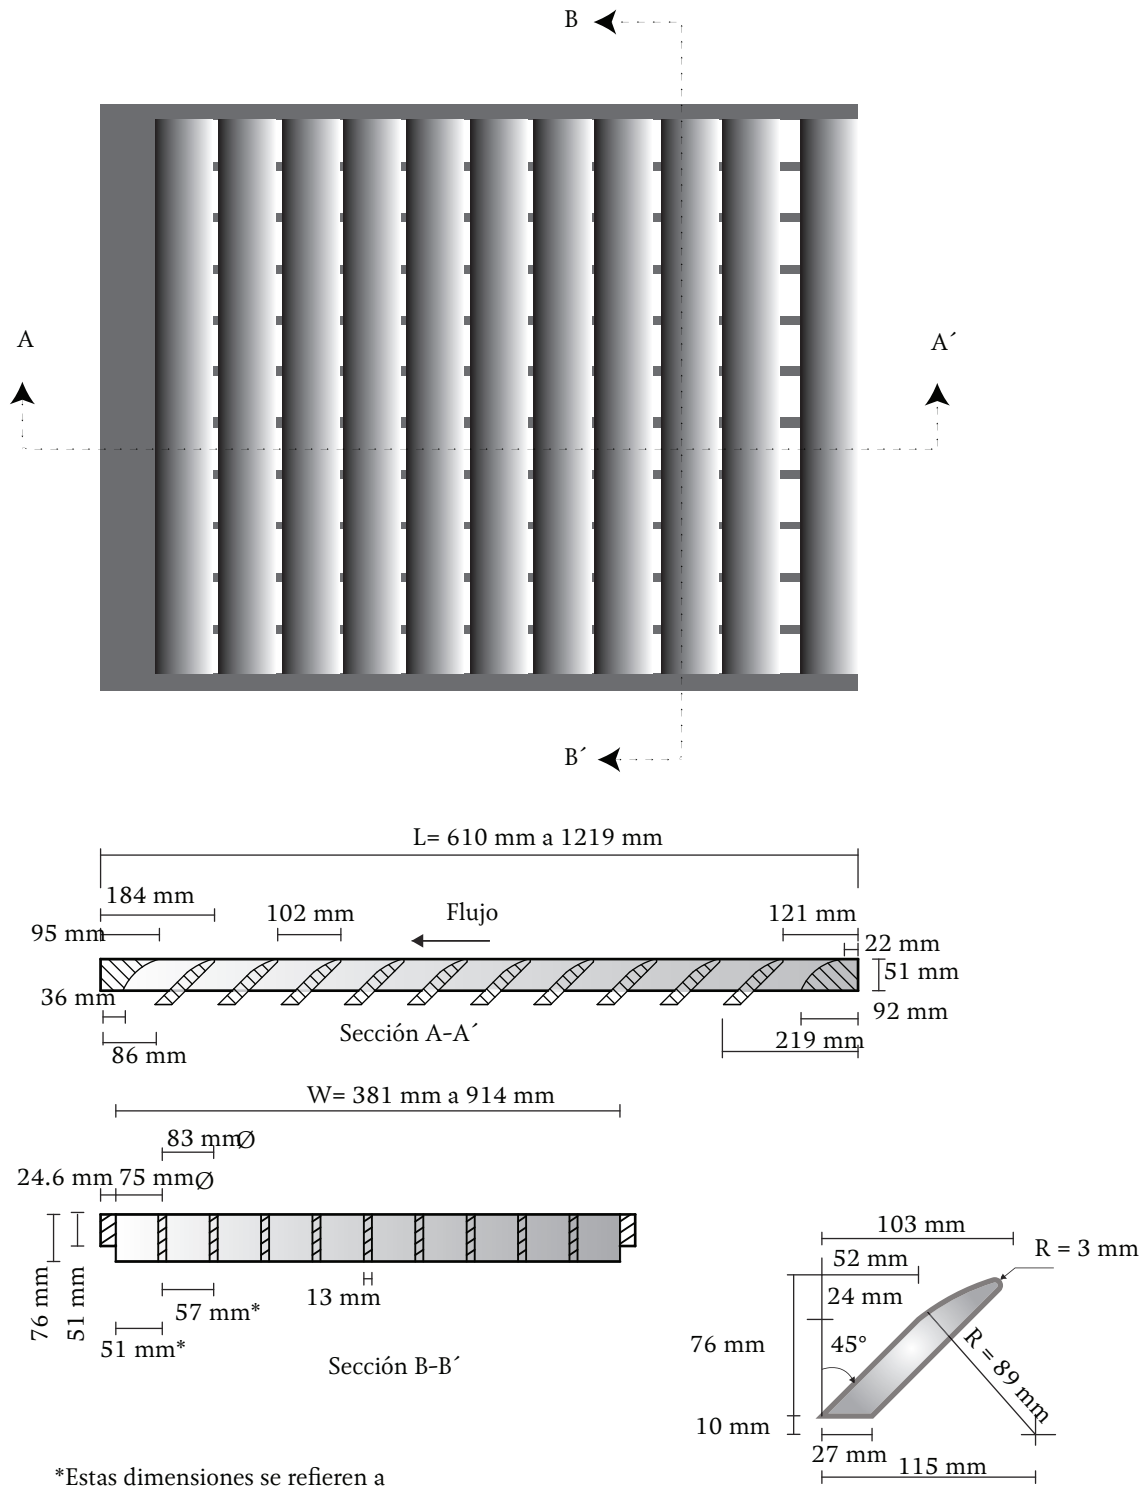 B
A
A´
B´
L= 610 mm a 1219 mm
184 mm
102 mm
Flujo
121 mm
95 mm
22 mm
51 mm
36 mm
92 mm
Sección A-A´
219 mm
86 mm
W= 381 mm a 914 mm
83 mmØ
24.6 mm
75 mmØ
76 mm
51 mm
57 mm*
13 mm
51 mm*
Sección B-B´
103 mm
R = 3 mm
52 mm
24 mm
76 mm
45°
R = 89 mm
10 mm
27 mm
115 mm
*Estas dimensiones se refieren a